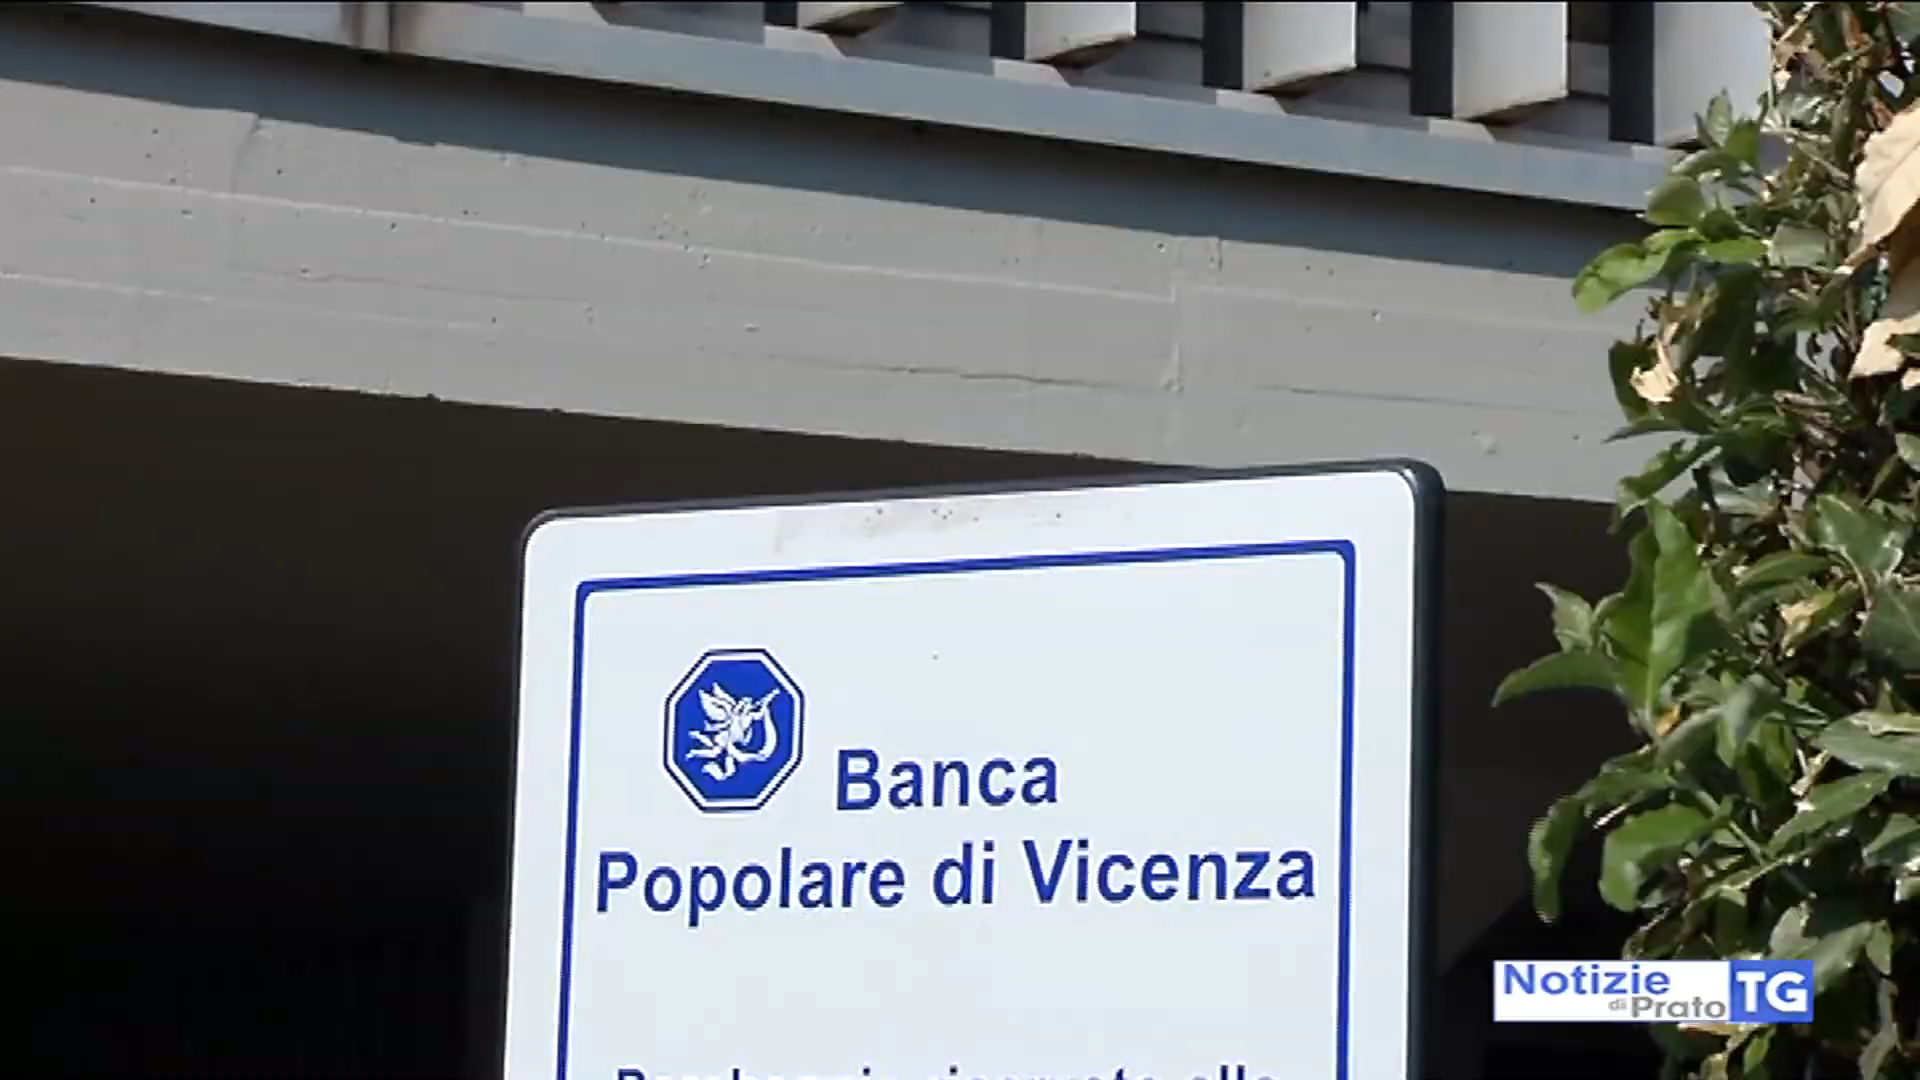 Banca
Popolare di Vicenza
Notizie
di Prato
TG